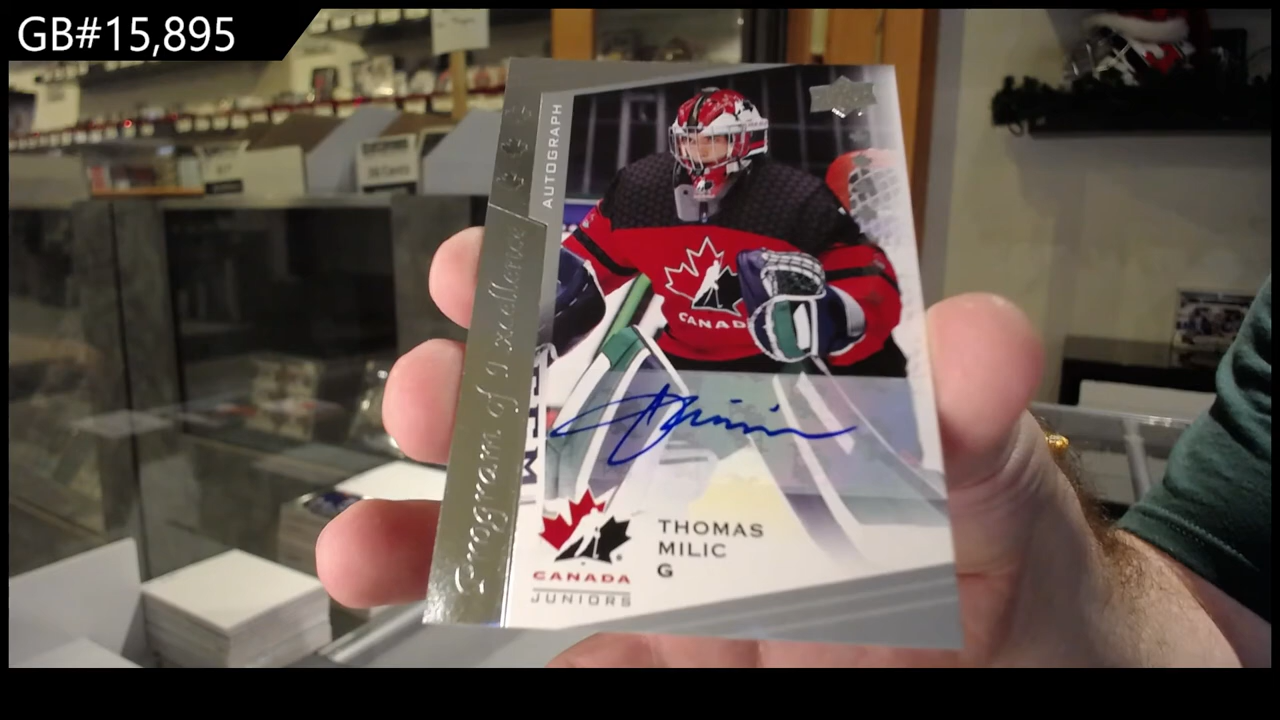 GB#15,895
AUTOGRAPH
Program of Excellence
CANADA
THOMAS
MILIC
G
CANADA
JUNIORS